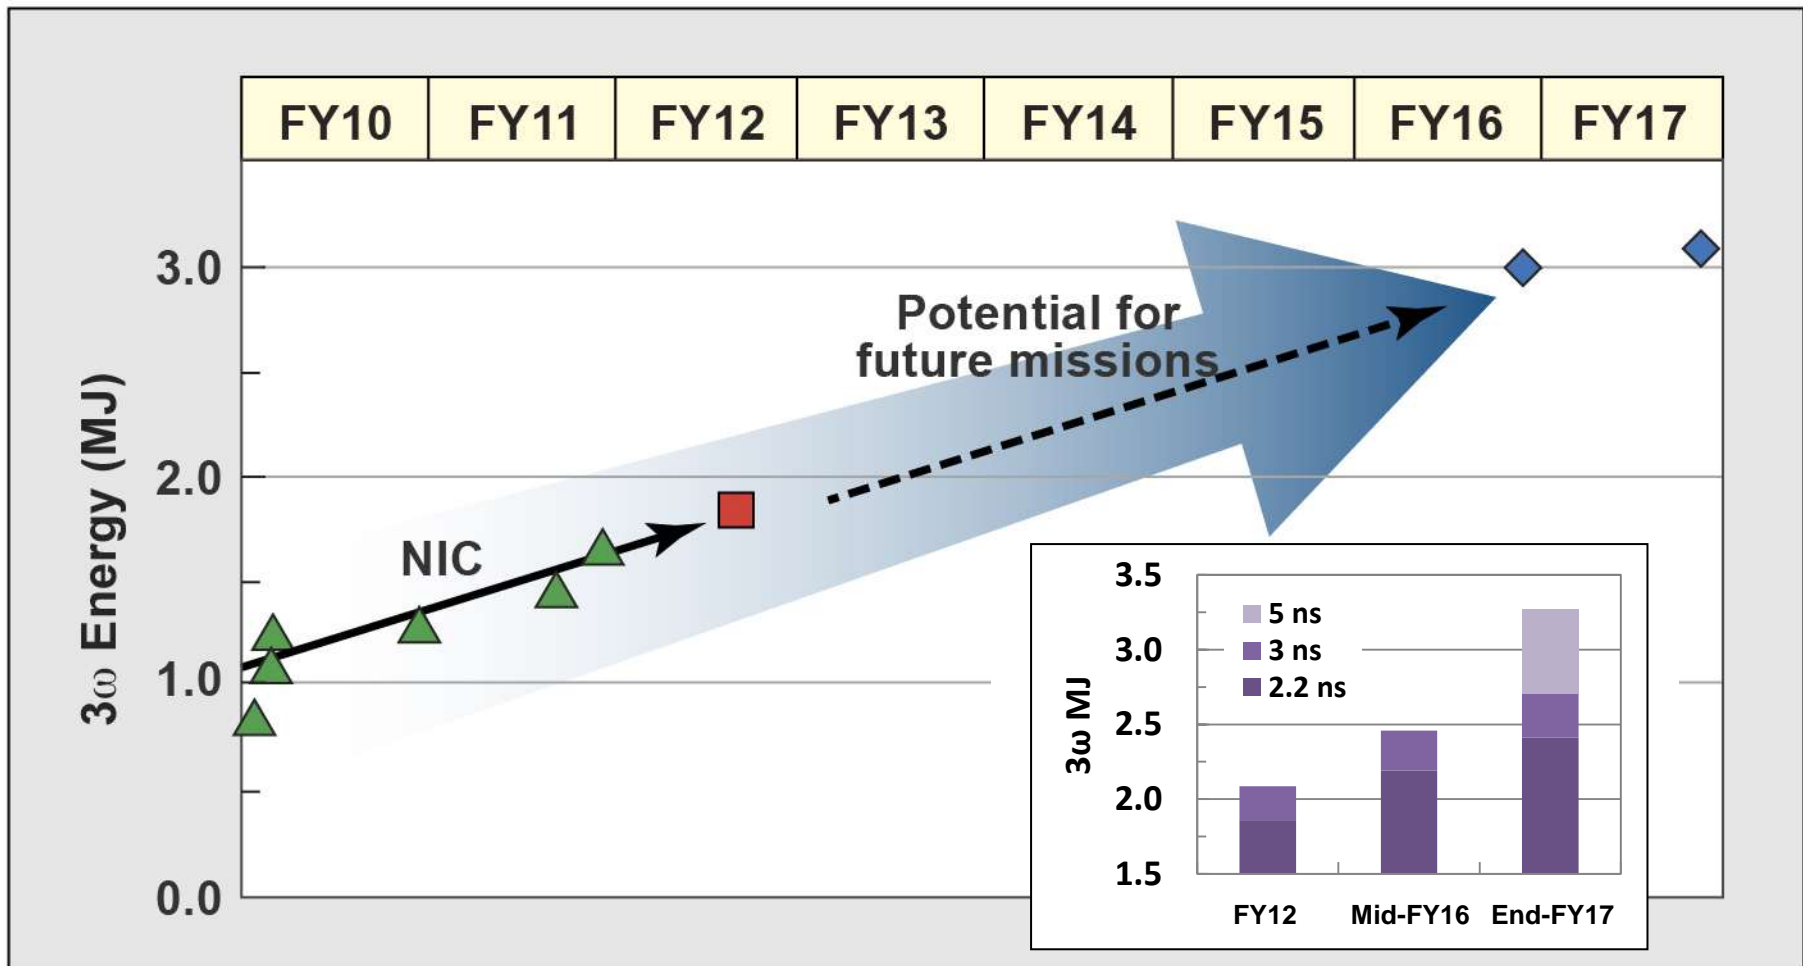 FY10 FY11 FY12 FY13 FY14 FY15 FY16 FY17
3ω Energy (MJ)
3.0
2.0
1.0
0.0
Potential for
future missions
NIC
3ω MJ
3.5
3.0
2.5
2.0
1.5
5 ns
3 ns
2.2 ns
FY12 Mid-FY16 End-FY17